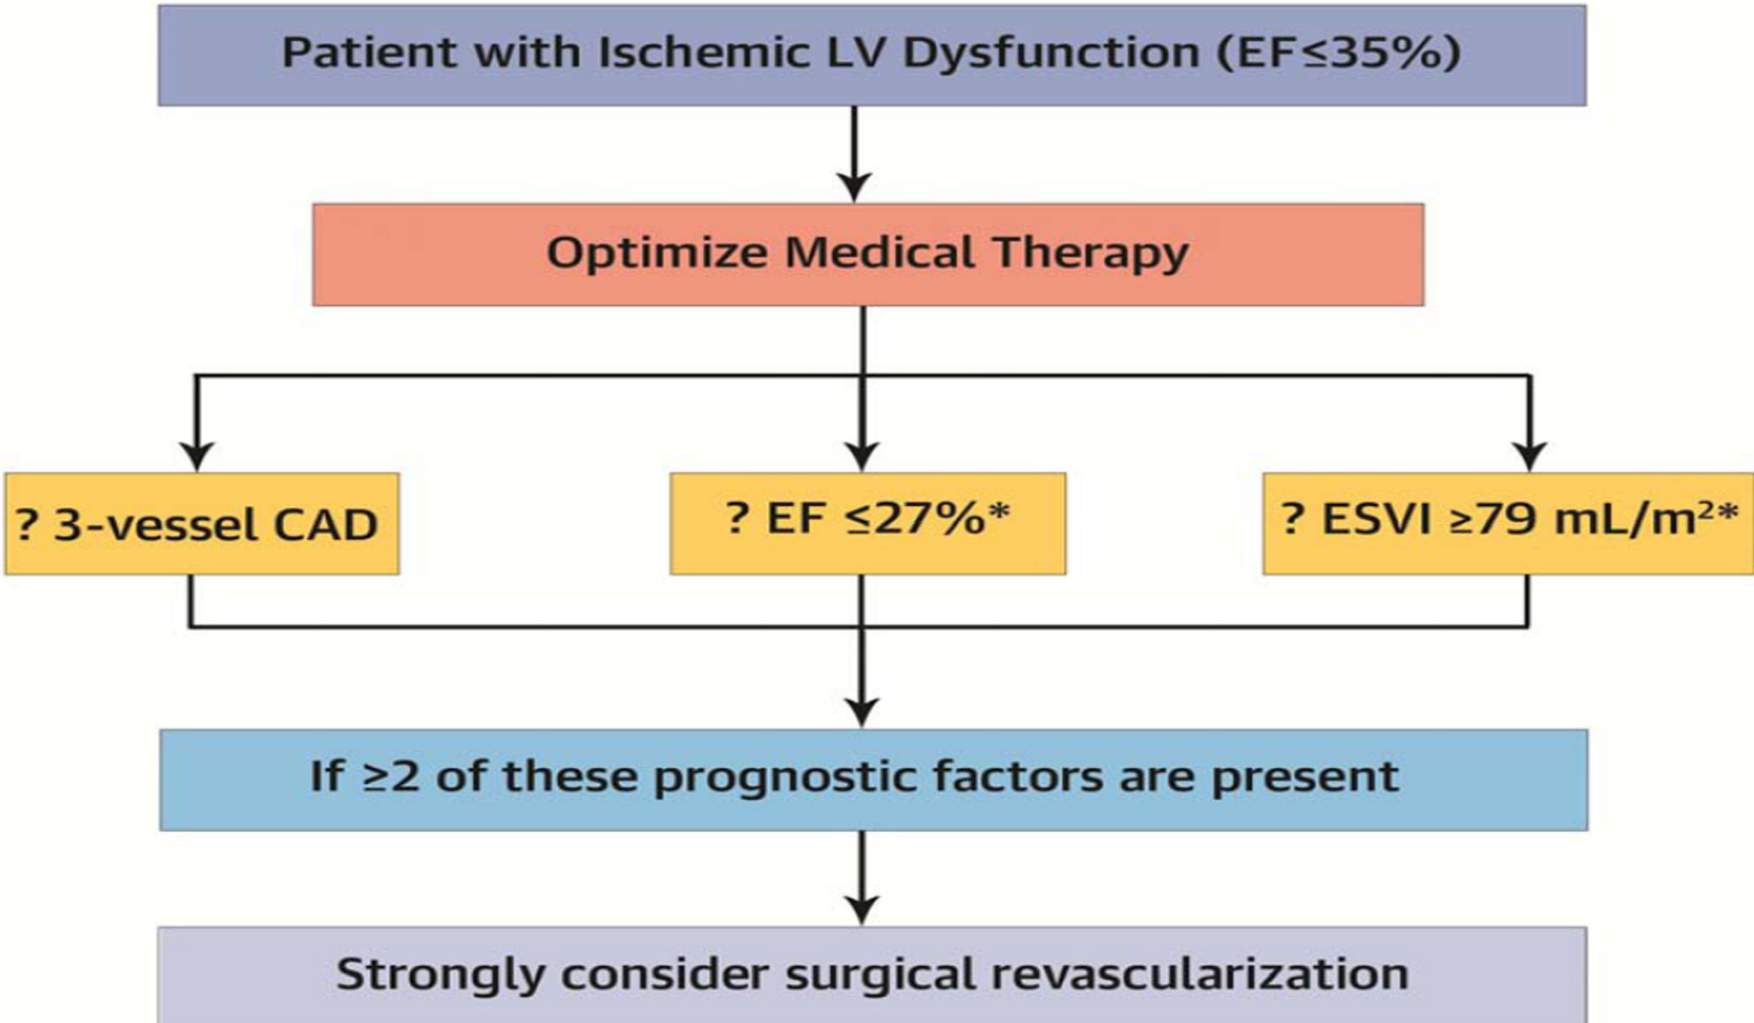 Patient with Ischemic LV Dysfunction (EF≤35%)
Optimize Medical Therapy
? 3-vessel CAD
? EF ≤27%*
? ESVI ≥79 mL/m²*
If ≥2 of these prognostic factors are present
Strongly consider surgical revascularization